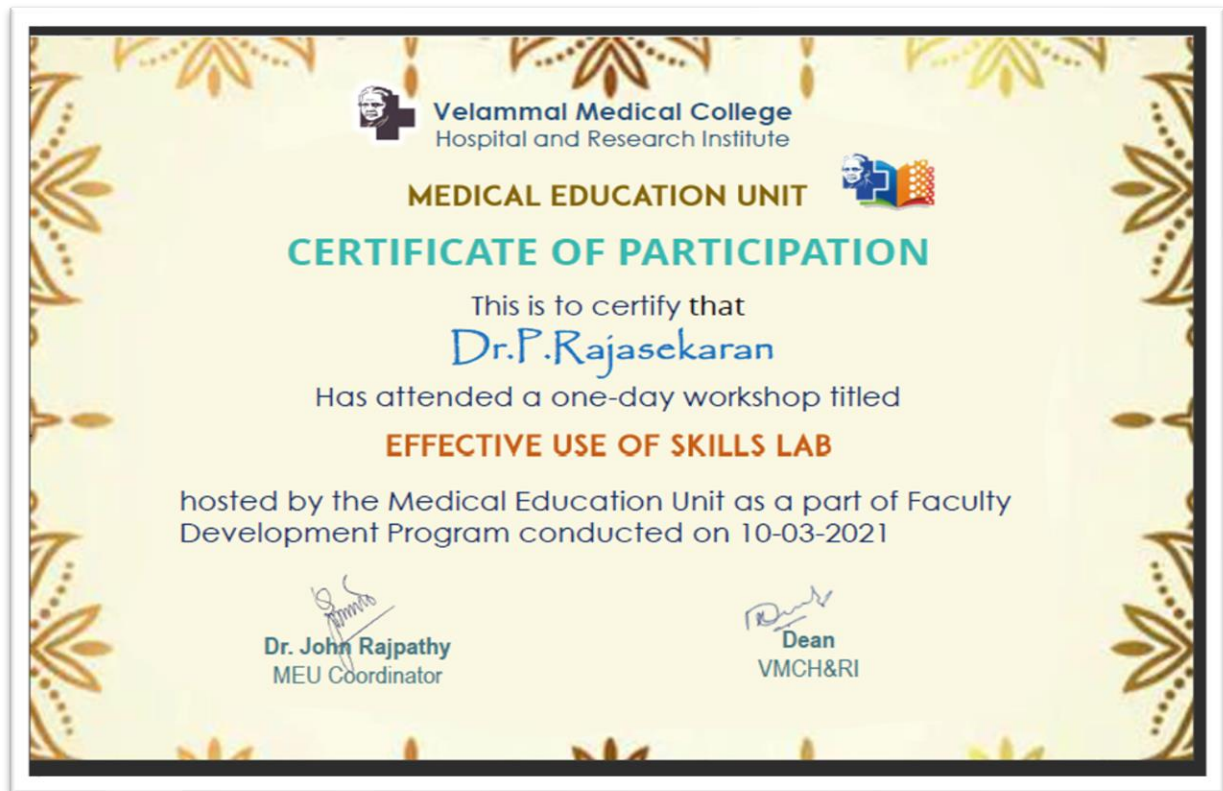 Velammal Medical College
Hospital and Research Institute
MEDICAL EDUCATION UNIT
CERTIFICATE OF PARTICIPATION
This is to certify that
Dr.P.Rajasekaran
Has attended a one-day workshop titled
EFFECTIVE USE OF SKILLS LAB
hosted by the Medical Education Unit as a part of Faculty
Development Program conducted on 10-03-2021
Dr. John Rajpathy
MEU Coordinator
Dean
VMCH&RI